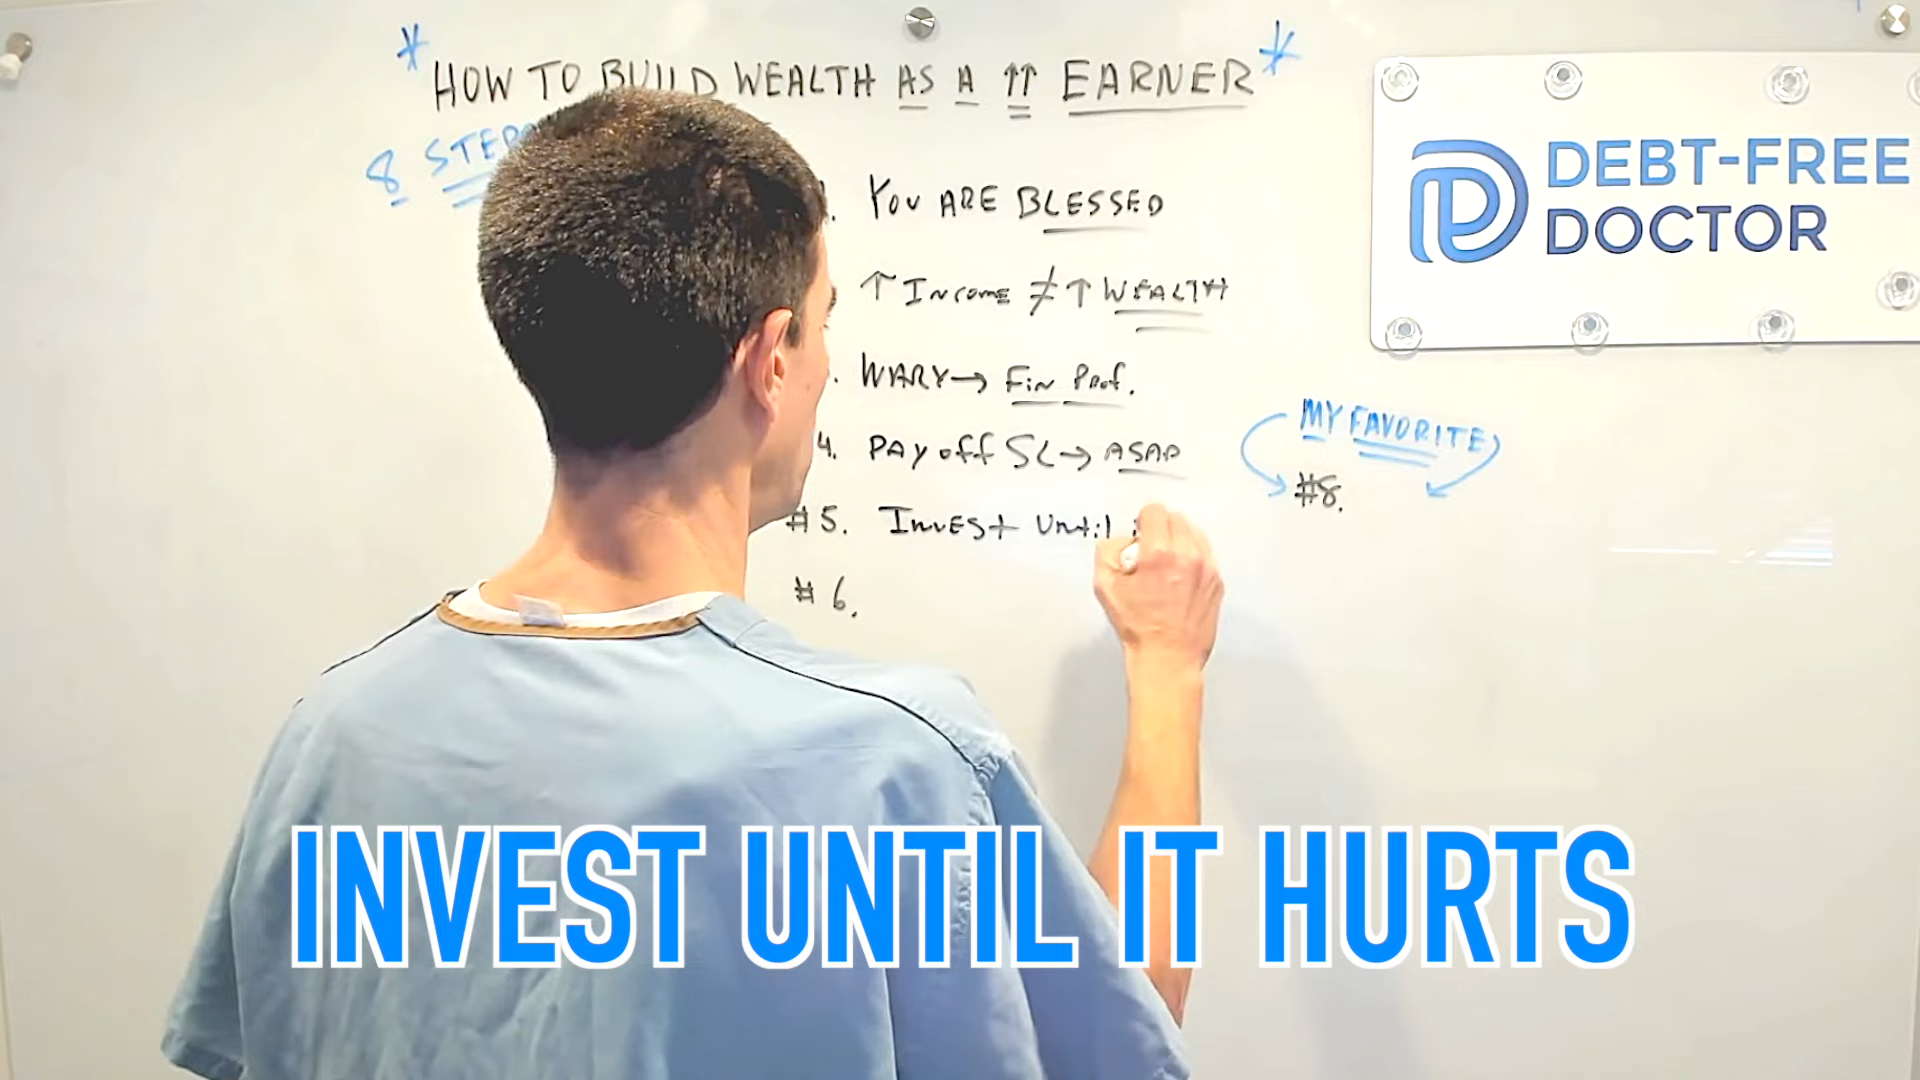 *HOW TO BUILD WEALTH AS A ↑↑ EARNER*
8 STEPS
. YOU ARE BLESSED
↑ INCOME ≠ ↑ WEALTH
. WARY → Fin Prof.
4. PAY off SL → ASAP
#5. INVEST Until i
#6.
MY FAVORITE
#8.
DEBT-FREE
DOCTOR
INVEST UNTIL IT HURTS